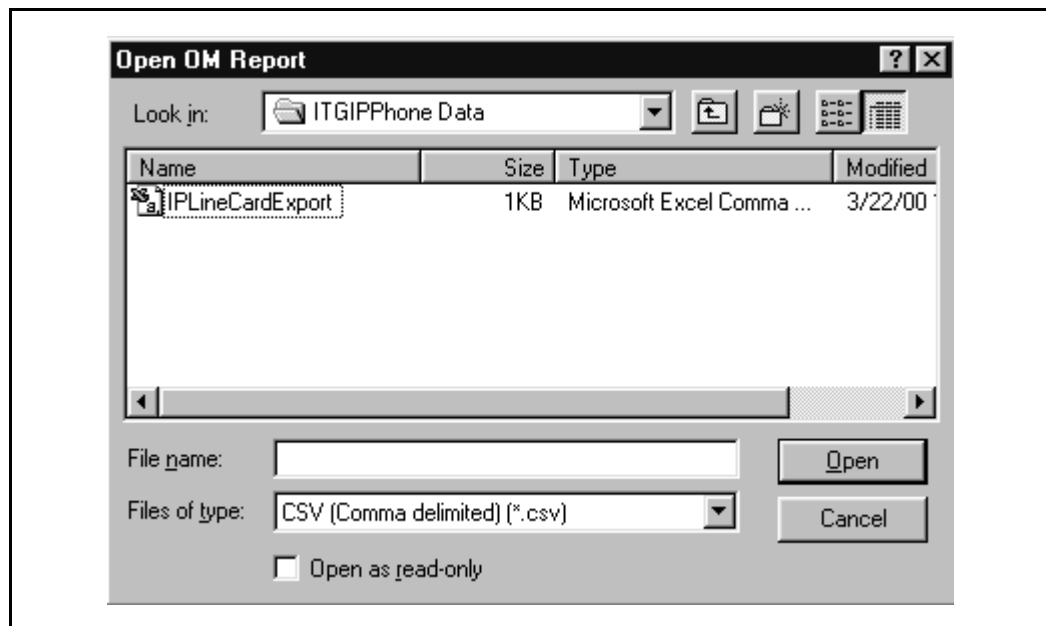 Open OM Report
Look in: ITGIPPhone Data
Name Size Type Modified
IPLineCardExport 1KB Microsoft Excel Comma ... 3/22/00
File name: Open
Files of type: CSV (Comma delimited) (*.csv) Cancel
Open as read-only